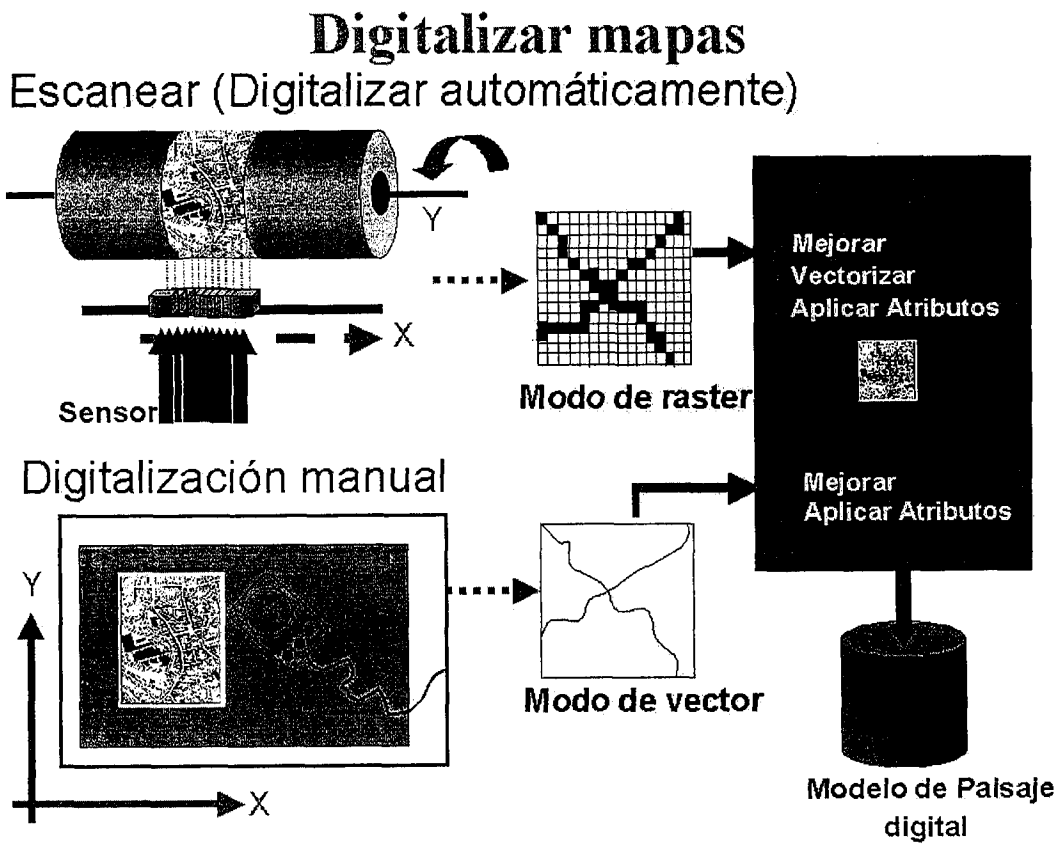 Digitalizar mapas
Escanear (Digitalizar automáticamente)
Y
X
Sensor
Modo de raster
Mejorar
Vectorizar
Aplicar Atributos
Digitalización manual
Y
X
Modo de vector
Mejorar
Aplicar Atributos
Modelo de Paisaje
digital